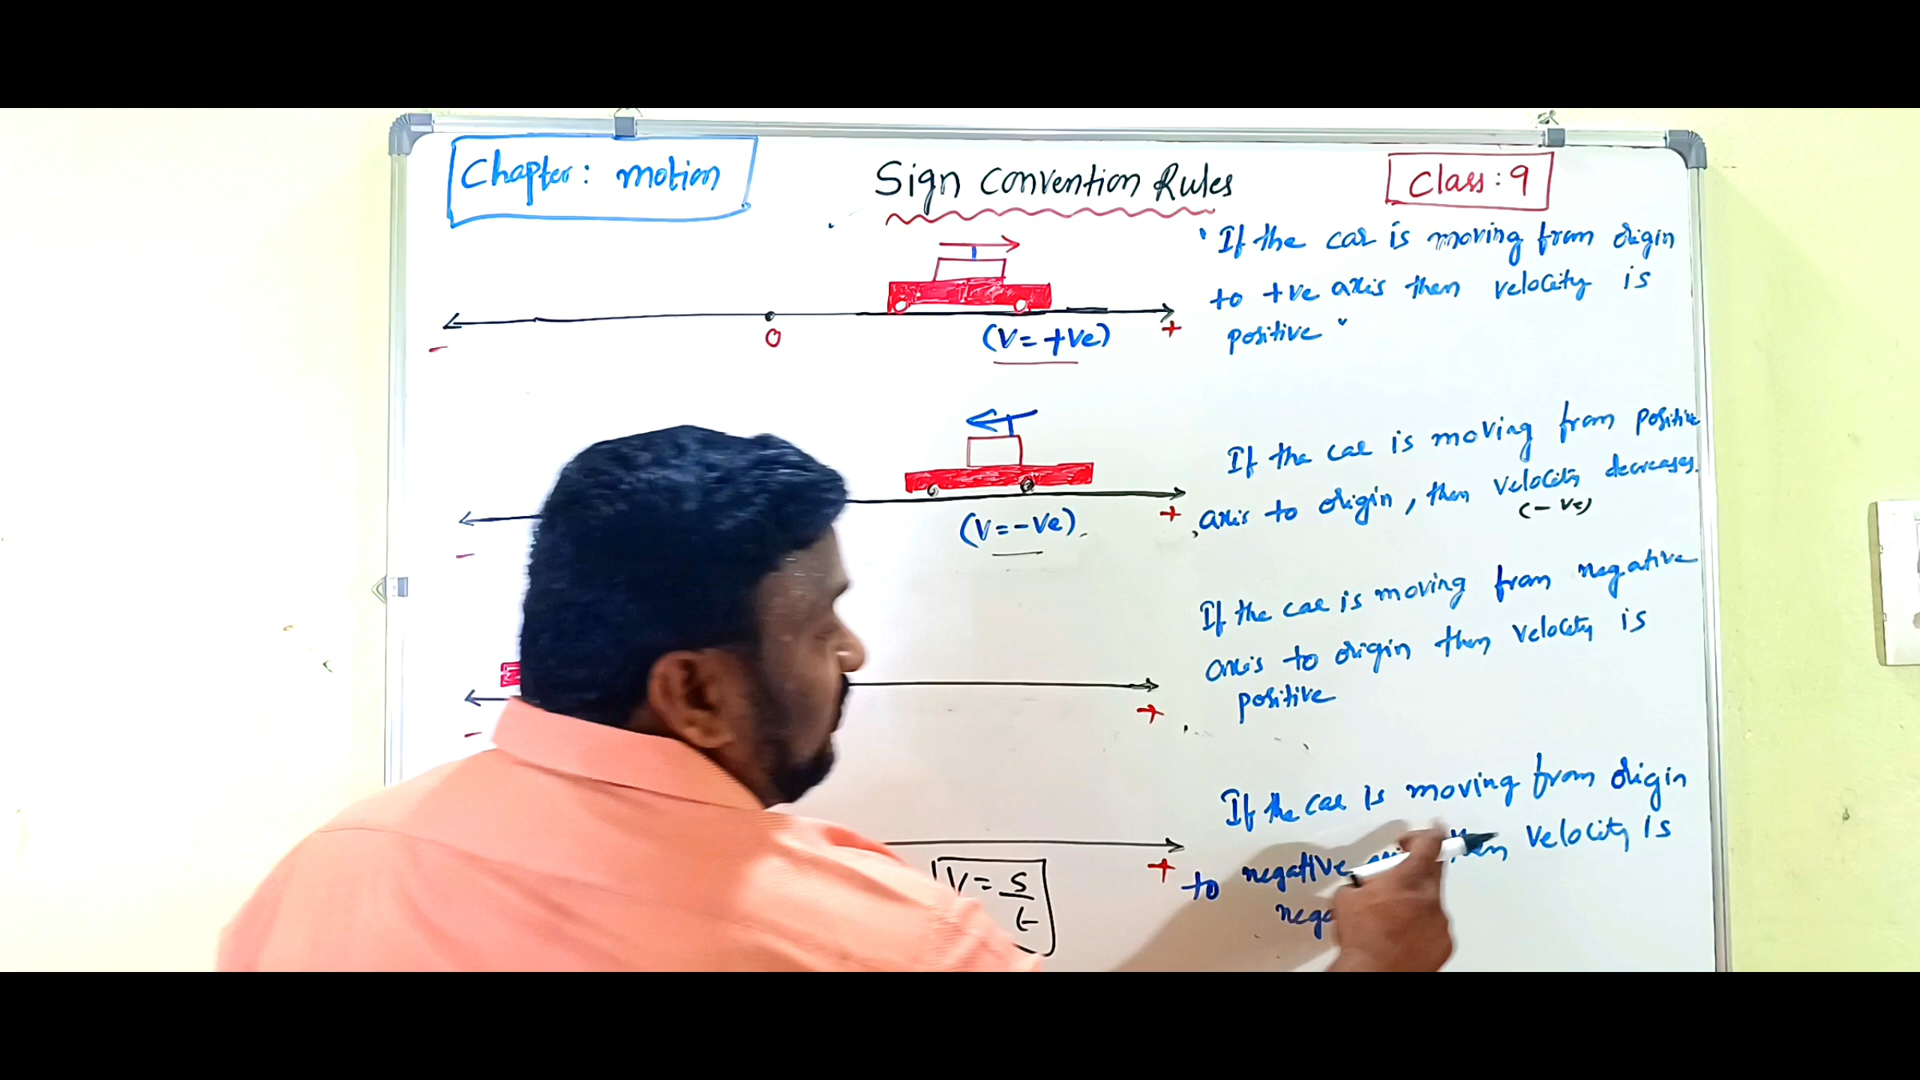 Chapter: motion
Sign Convention Rules
Class: 9
"If the car is moving from origin
to +ve axis then velocity is
positive"
- O +
(V = +ve)
If the car is moving from positive
axis to origin, then velocity decreases.
(-ve)
- +
(V = -ve).
If the car is moving from negative
axis to origin then velocity is
positive
- +
If the car is moving from origin
to negative then velocity is
+
V = s/t